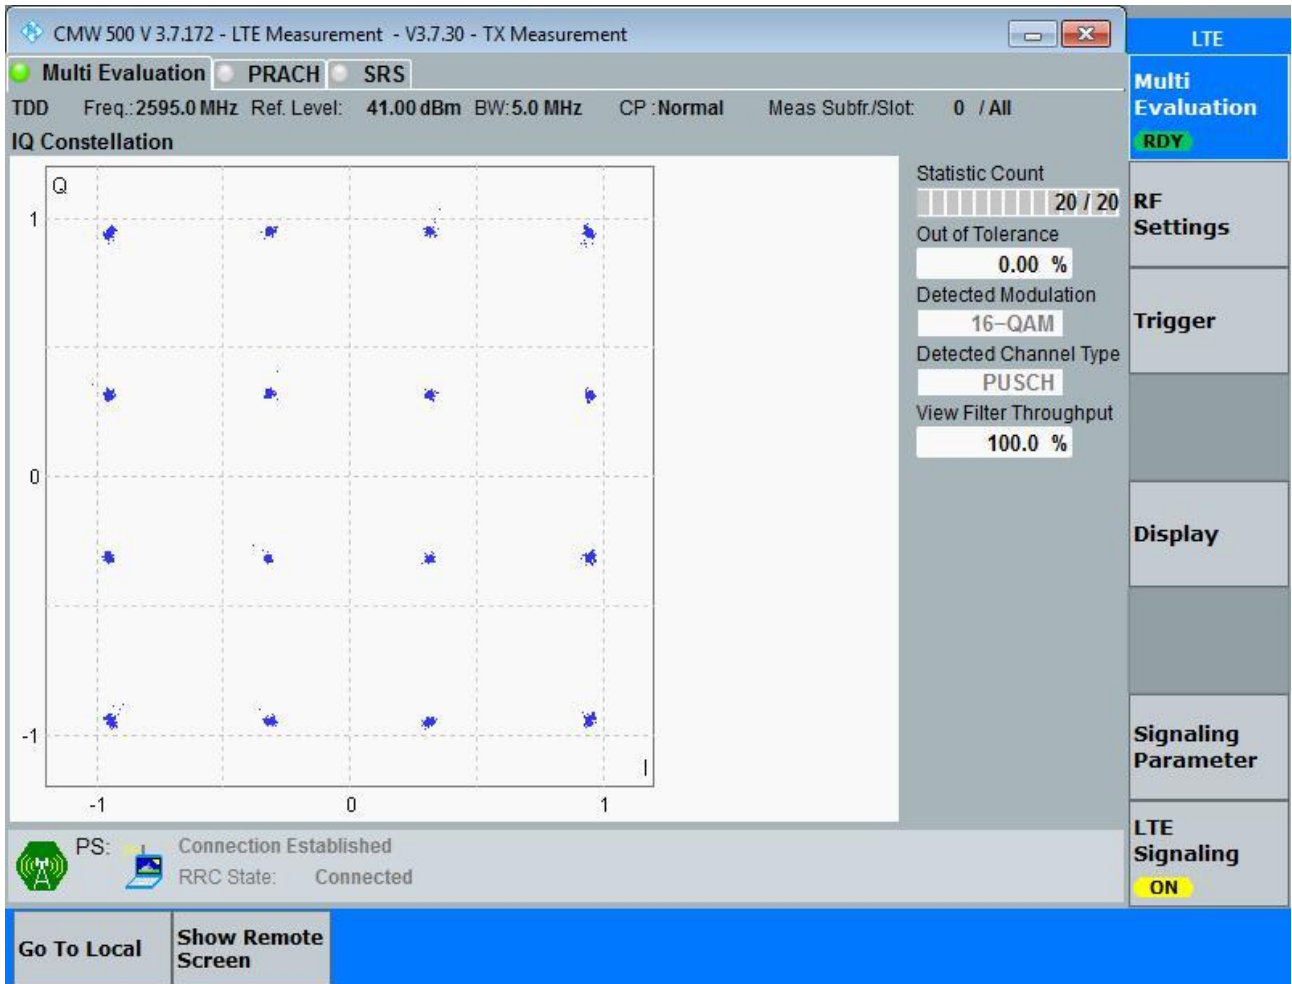 CMW 500 V 3.7.172 - LTE Measurement - V3.7.30 - TX Measurement
LTE
Multi Evaluation PRACH SRS
TDD Freq.: 2595.0 MHz Ref. Level: 41.00 dBm BW: 5.0 MHz CP : Normal Meas Subfr./Slot: 0 / All
IQ Constellation
Q
1
0
-1
I
-1 0 1
Statistic Count
20 / 20
Out of Tolerance
0.00 %
Detected Modulation
16-QAM
Detected Channel Type
PUSCH
View Filter Throughput
100.0 %
Multi
Evaluation
RDY
RF
Settings
Trigger
Display
Signaling
Parameter
LTE
Signaling
ON
PS: Connection Established
RRC State: Connected
Go To Local
Show Remote
Screen